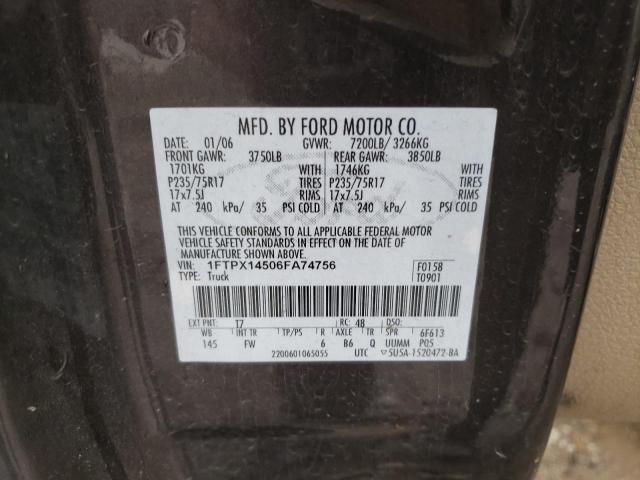 MFD. BY FORD MOTOR CO.
DATE: 01/06 GVWR: 7200LB/ 3266KG
FRONT GAWR: 3750LB REAR GAWR: 3850LB
1701KG WITH 1746KG WITH
P235/75R17 TIRES P235/75R17 TIRES
17x7.5J RIMS 17x7.5J RIMS
AT 240 kPa/ 35 PSI COLD AT 240 kPa/ 35 PSI COLD
THIS VEHICLE CONFORMS TO ALL APPLICABLE FEDERAL MOTOR
VEHICLE SAFETY STANDARDS IN EFFECT ON THE DATE OF
MANUFACTURE SHOWN ABOVE.
VIN: 1FTPX14506FA74756 F0158
TYPE: Truck T0901
EXT PNT: T7 RC: 48 DSO:
WB INT TR TP/PS R AXLE TR SPR 6F613
145 FW 6 B6 Q UUMM PQ5
2200601065055 UTC 5U5A-1520472-BA